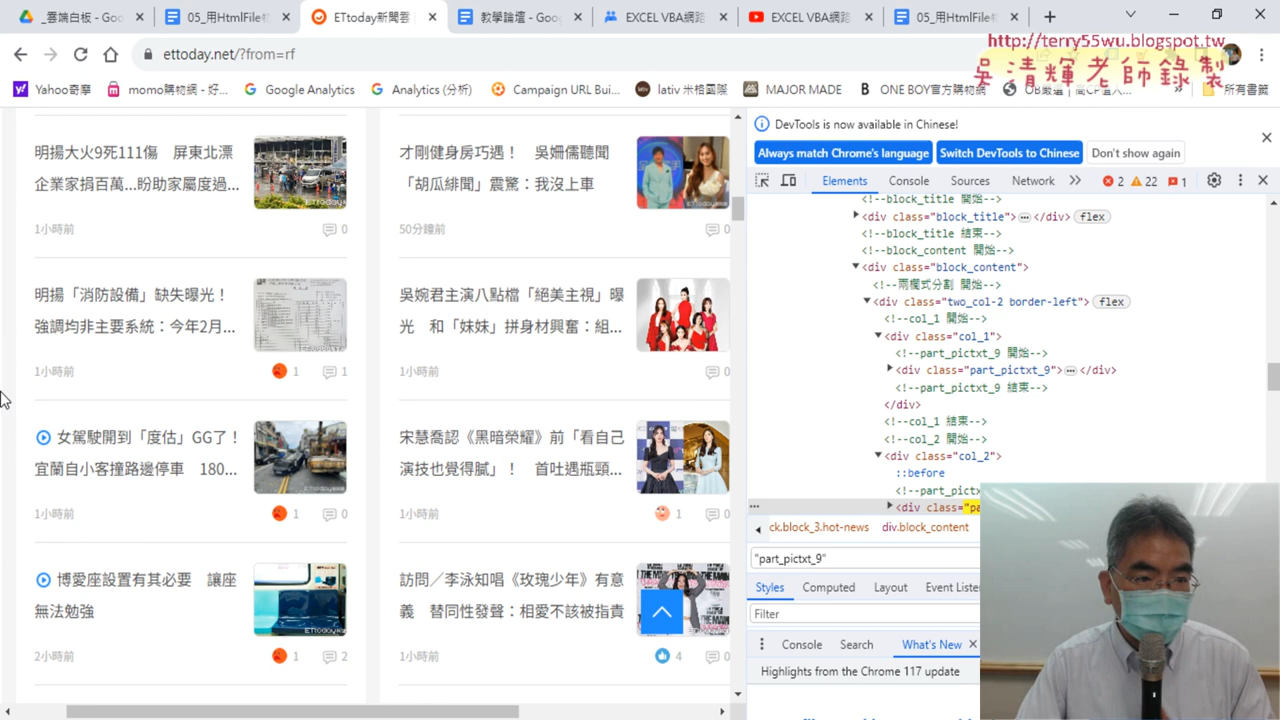 _雲端白板 - Goo
05_用HtmlFile物
ETtoday新聞雲
教學論壇 - Goog
EXCEL VBA網路
EXCEL VBA網路
05_用HtmlFile物
http://terry55wu.blogspot.tw
吳清輝老師錄製
ettoday.net/?from=rf
Yahoo奇摩
momo購物網 - 好...
Google Analytics
Analytics (分析)
Campaign URL Bui...
lativ 米格國際
MAJOR MADE
ONE BOY官方購物網
所有書籤
明揚大火9死111傷 屏東北漂
企業家捐百萬...盼助家屬度過...
1小時前
0
才剛健身房巧遇! 吳姍儒聽聞
「胡瓜緋聞」震驚:我沒上車
50分鐘前
0
明揚「消防設備」缺失曝光!
強調均非主要系統:今年2月...
1小時前
1
1
吳婉君主演八點檔「絕美主視」曝
光 和「妹妹」拼身材興奮:組...
1小時前
0
女駕駛開到「度估」GG了!
宜蘭自小客撞路邊停車 180...
1小時前
1
0
宋慧喬認《黑暗榮耀》前「看自己
演技也覺得膩」! 首吐遇瓶頸...
1小時前
1
0
博愛座設置有其必要 讓座
無法勉強
2小時前
1
2
訪問/李泳知唱《玫瑰少年》有意
義 替同性發聲:相愛不該被指責
1小時前
4
0
DevTools is now available in Chinese!
Always match Chrome's language
Switch DevTools to Chinese
Don't show again
Elements
Console
Sources
Network
2
22
1
<!--block_title 開始-->
<div class="block_title">…</div>
flex
<!--block_title 結束-->
<!--block_content 開始-->
<div class="block_content">
<!--兩欄式分割 開始-->
<div class="two_col-2 border-left">
flex
<!--col_1 開始-->
<div class="col_1">
<!--part_pictxt_9 開始-->
<div class="part_pictxt_9">…</div>
<!--part_pictxt_9 結束-->
</div>
<!--col_1 結束-->
<!--col_2 開始-->
<div class="col_2">
::before
<!--part_pictx
<div class="pa
ck.block_3.hot-news
div.block_content
"part_pictxt_9"
Styles
Computed
Layout
Event Liste
Filter
Console
Search
What's New
Highlights from the Chrome 117 update